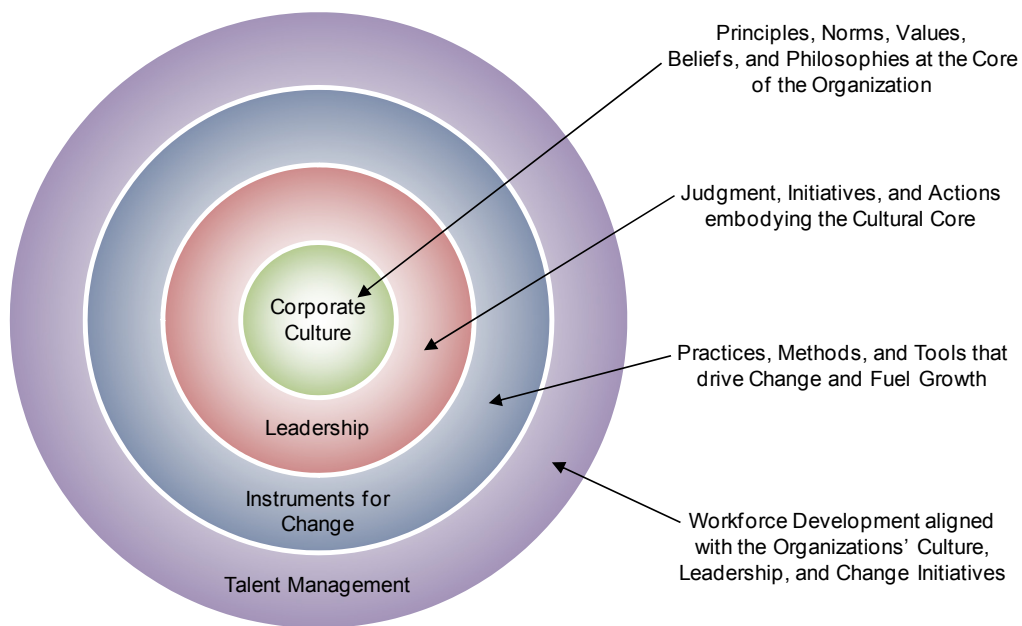 Principles, Norms, Values,
Beliefs, and Philosophies at the Core
of the Organization
Judgment, Initiatives, and Actions
embodying the Cultural Core
Corporate
Culture
Practices, Methods, and Tools that
drive Change and Fuel Growth
Leadership
Instruments for
Change
Workforce Development aligned
with the Organizations’ Culture,
Leadership, and Change Initiatives
Talent Management